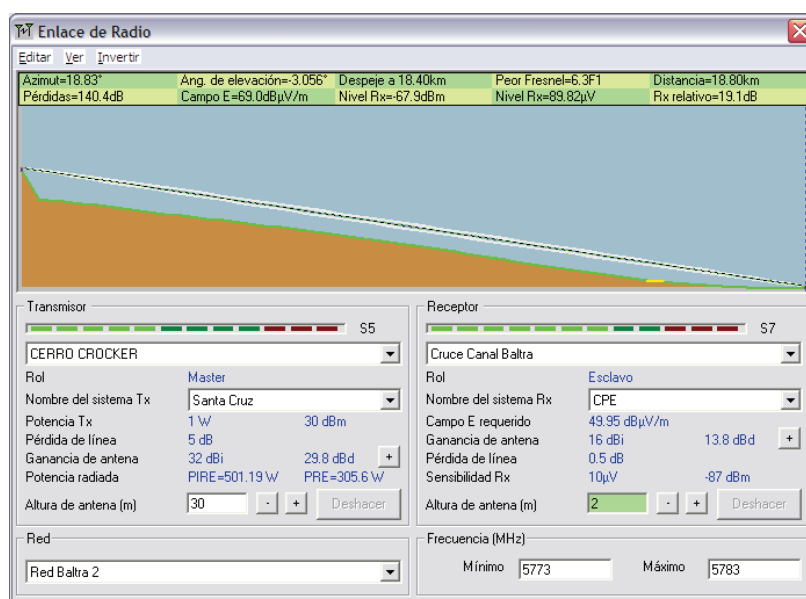 Enlace de Radio
Editar Ver Invertir
Azimut=18.83° Ang. de elevación=-3.056° Despeje a 18.40km Peor Fresnel=6.3F1 Distancia=18.80km
Pérdidas=140.4dB Campo E=69.0dBµV/m Nivel Rx=-67.9dBm Nivel Rx=89.82µV Rx relativo=19.1dB
Transmisor
S5
CERRO CROCKER
Rol Master
Nombre del sistema Tx Santa Cruz
Potencia Tx 1 W 30 dBm
Pérdida de línea 5 dB
Ganancia de antena 32 dBi 29.8 dBd +
Potencia radiada PIRE=501.19 W PRE=305.6 W
Altura de antena (m) 30 - + Deshacer
Red
Red Baltra 2
Receptor
S7
Cruce Canal Baltra
Rol Esclavo
Nombre del sistema Rx CPE
Campo E requerido 49.95 dBµV/m
Ganancia de antena 16 dBi 13.8 dBd +
Pérdida de línea 0.5 dB
Sensibilidad Rx 10µV -87 dBm
Altura de antena (m) 2 - + Deshacer
Frecuencia (MHz)
Mínimo 5773 Máximo 5783